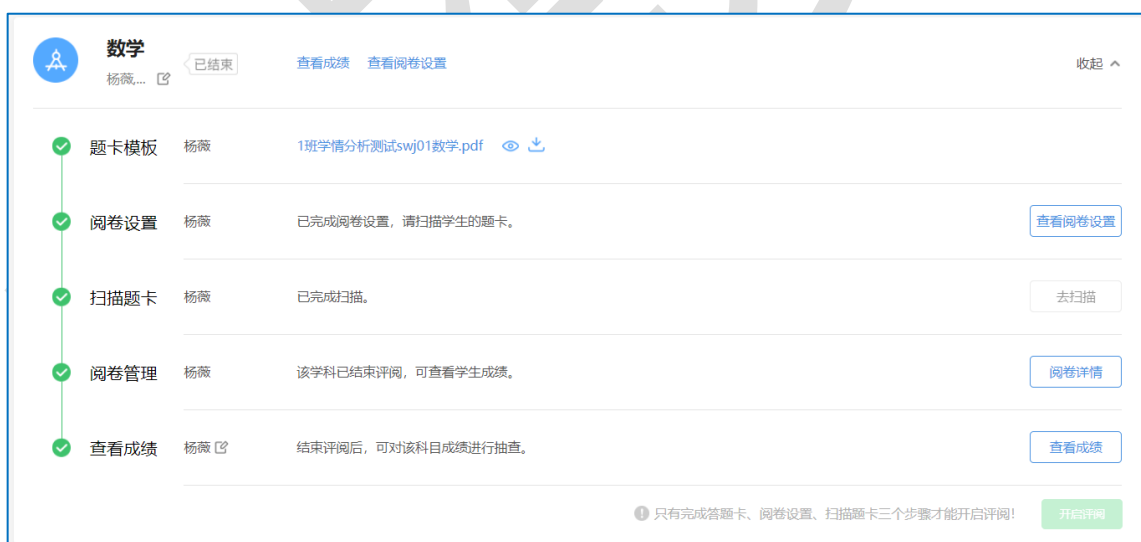 数学
已结束
查看成绩 查看阅卷设置
收起
杨薇,...
题卡模板 杨薇 1班学情分析测试swj01数学.pdf
阅卷设置 杨薇 已完成阅卷设置，请扫描学生的题卡。 查看阅卷设置
扫描题卡 杨薇 已完成扫描。 去扫描
阅卷管理 杨薇 该学科已结束评阅，可查看学生成绩。 阅卷详情
查看成绩 杨薇 结束评阅后，可对该科目成绩进行抽查。 查看成绩
只有完成答题卡、阅卷设置、扫描题卡三个步骤才能开启评阅！ 开启评阅